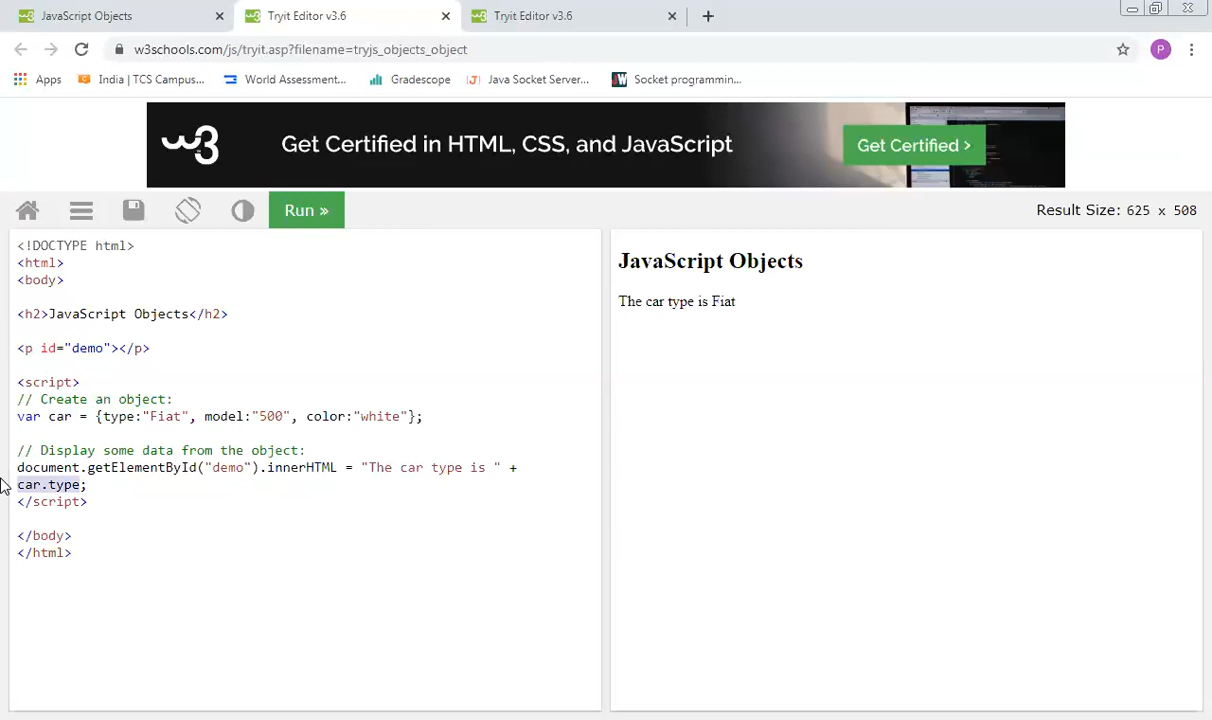 JavaScript Objects
Tryit Editor v3.6
Tryit Editor v3.6
w3schools.com/js/tryit.asp?filename=tryjs_objects_object
P
Apps
India | TCS Campus...
World Assessment...
Gradescope
Java Socket Server...
Socket programmin...
w3
Get Certified in HTML, CSS, and JavaScript
Get Certified >
Run »
Result Size: 625 x 508
<!DOCTYPE html>
<html>
<body>
<h2>JavaScript Objects</h2>
<p id="demo"></p>
<script>
// Create an object:
var car = {type:"Fiat", model:"500", color:"white"};
// Display some data from the object:
document.getElementById("demo").innerHTML = "The car type is " +
car.type;
</script>
</body>
</html>
JavaScript Objects
The car type is Fiat